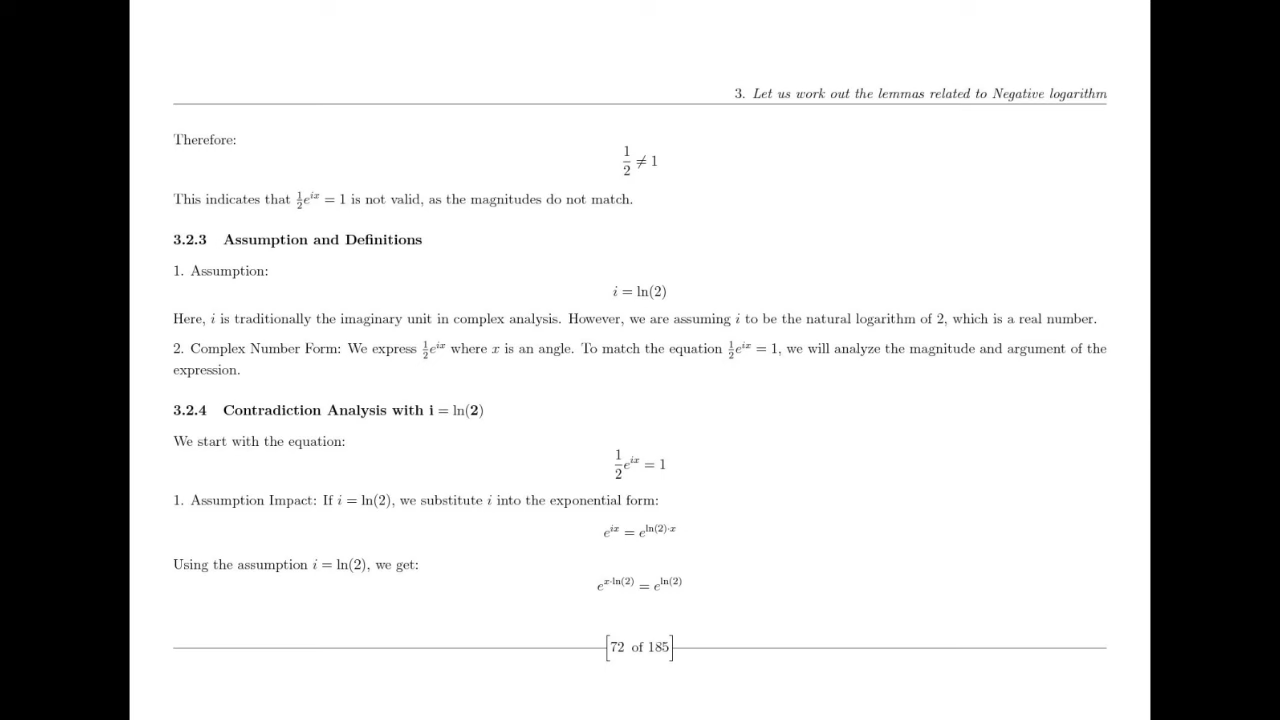 3. Let us work out the lemmas related to Negative logarithm
Therefore:
1/2 ≠ 1
This indicates that 1/2 e^{ix} = 1 is not valid, as the magnitudes do not match.
3.2.3 Assumption and Definitions
1. Assumption:
i = ln(2)
Here, i is traditionally the imaginary unit in complex analysis. However, we are assuming i to be the natural logarithm of 2, which is a real number.
2. Complex Number Form: We express 1/2 e^{ix} where x is an angle. To match the equation 1/2 e^{ix} = 1, we will analyze the magnitude and argument of the
expression.
3.2.4 Contradiction Analysis with i = ln(2)
We start with the equation:
1/2 e^{ix} = 1
1. Assumption Impact: If i = ln(2), we substitute i into the exponential form:
e^{ix} = e^{ln(2)·x}
Using the assumption i = ln(2), we get:
e^{x·ln(2)} = e^{ln(2)}
[72 of 185]